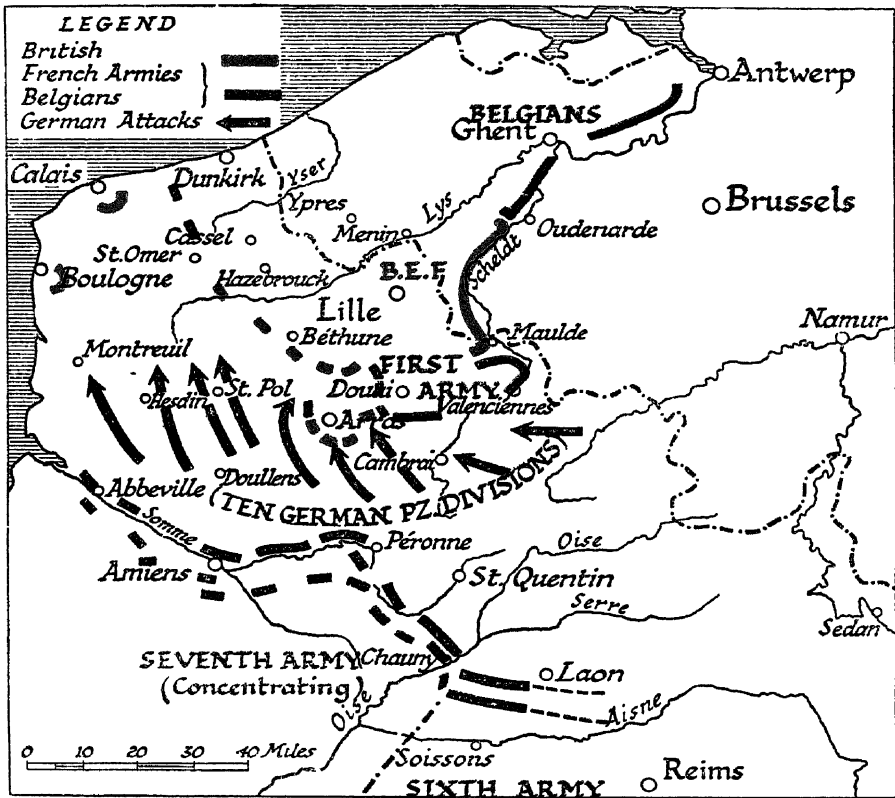 LEGEND
British
French Armies
Belgians
German Attacks
Antwerp
BELGIANS
Ghent
Calais
Dunkirk
Yser
Ypres
Lys
Brussels
Cassel
Menin
Oudenarde
St. Omer
Scheldt
Boulogne
Hazebrouck
B.E.F.
Lille
Namur
Béthune
Maulde
Montreuil
FIRST
ARMY
Hesdin
St. Pol
Douai
Valenciennes
Arras
Cambrai
Abbeville
Doullens
(TEN GERMAN PZ. DIVISIONS)
Somme
Péronne
Oise
Amiens
St. Quentin
Serre
Sedan
SEVENTH ARMY
(Concentrating)
Chauny
Laon
Oise
Aisne
0 10 20 30 40 Miles
Soissons
SIXTH ARMY
Reims